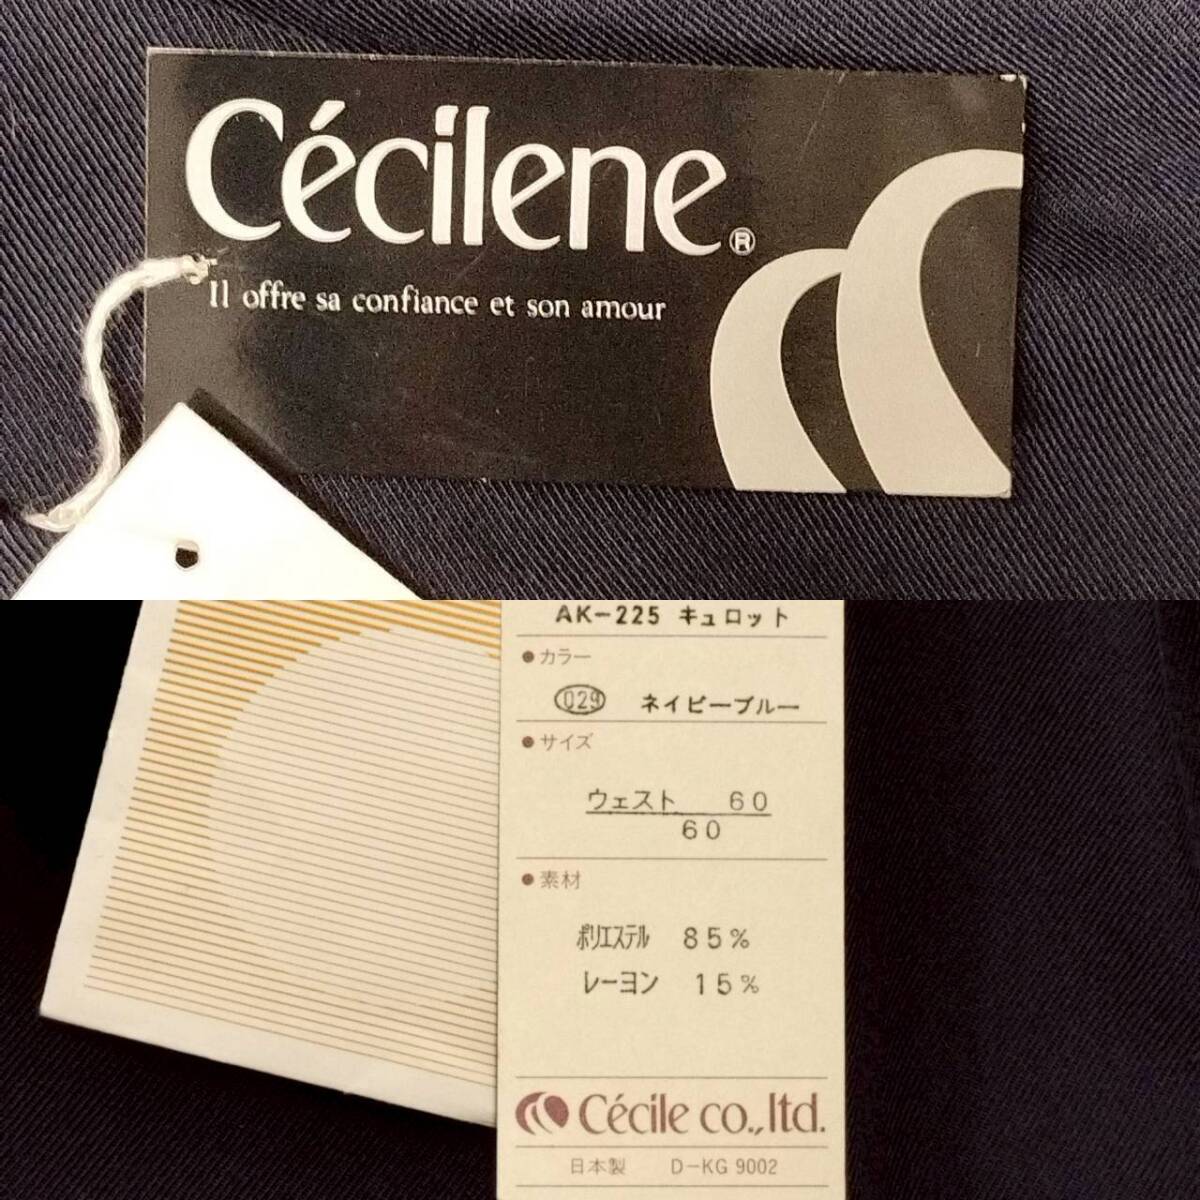 Cécilene®
Il offre sa confiance et son amour
AK-225 キュロット
●カラー
029 ネイビーブルー
●サイズ
ウェスト 60
60
●素材
ポリエステル 85%
レーヨン 15%
Cécile co.,ltd.
日本製 D-KG 9002